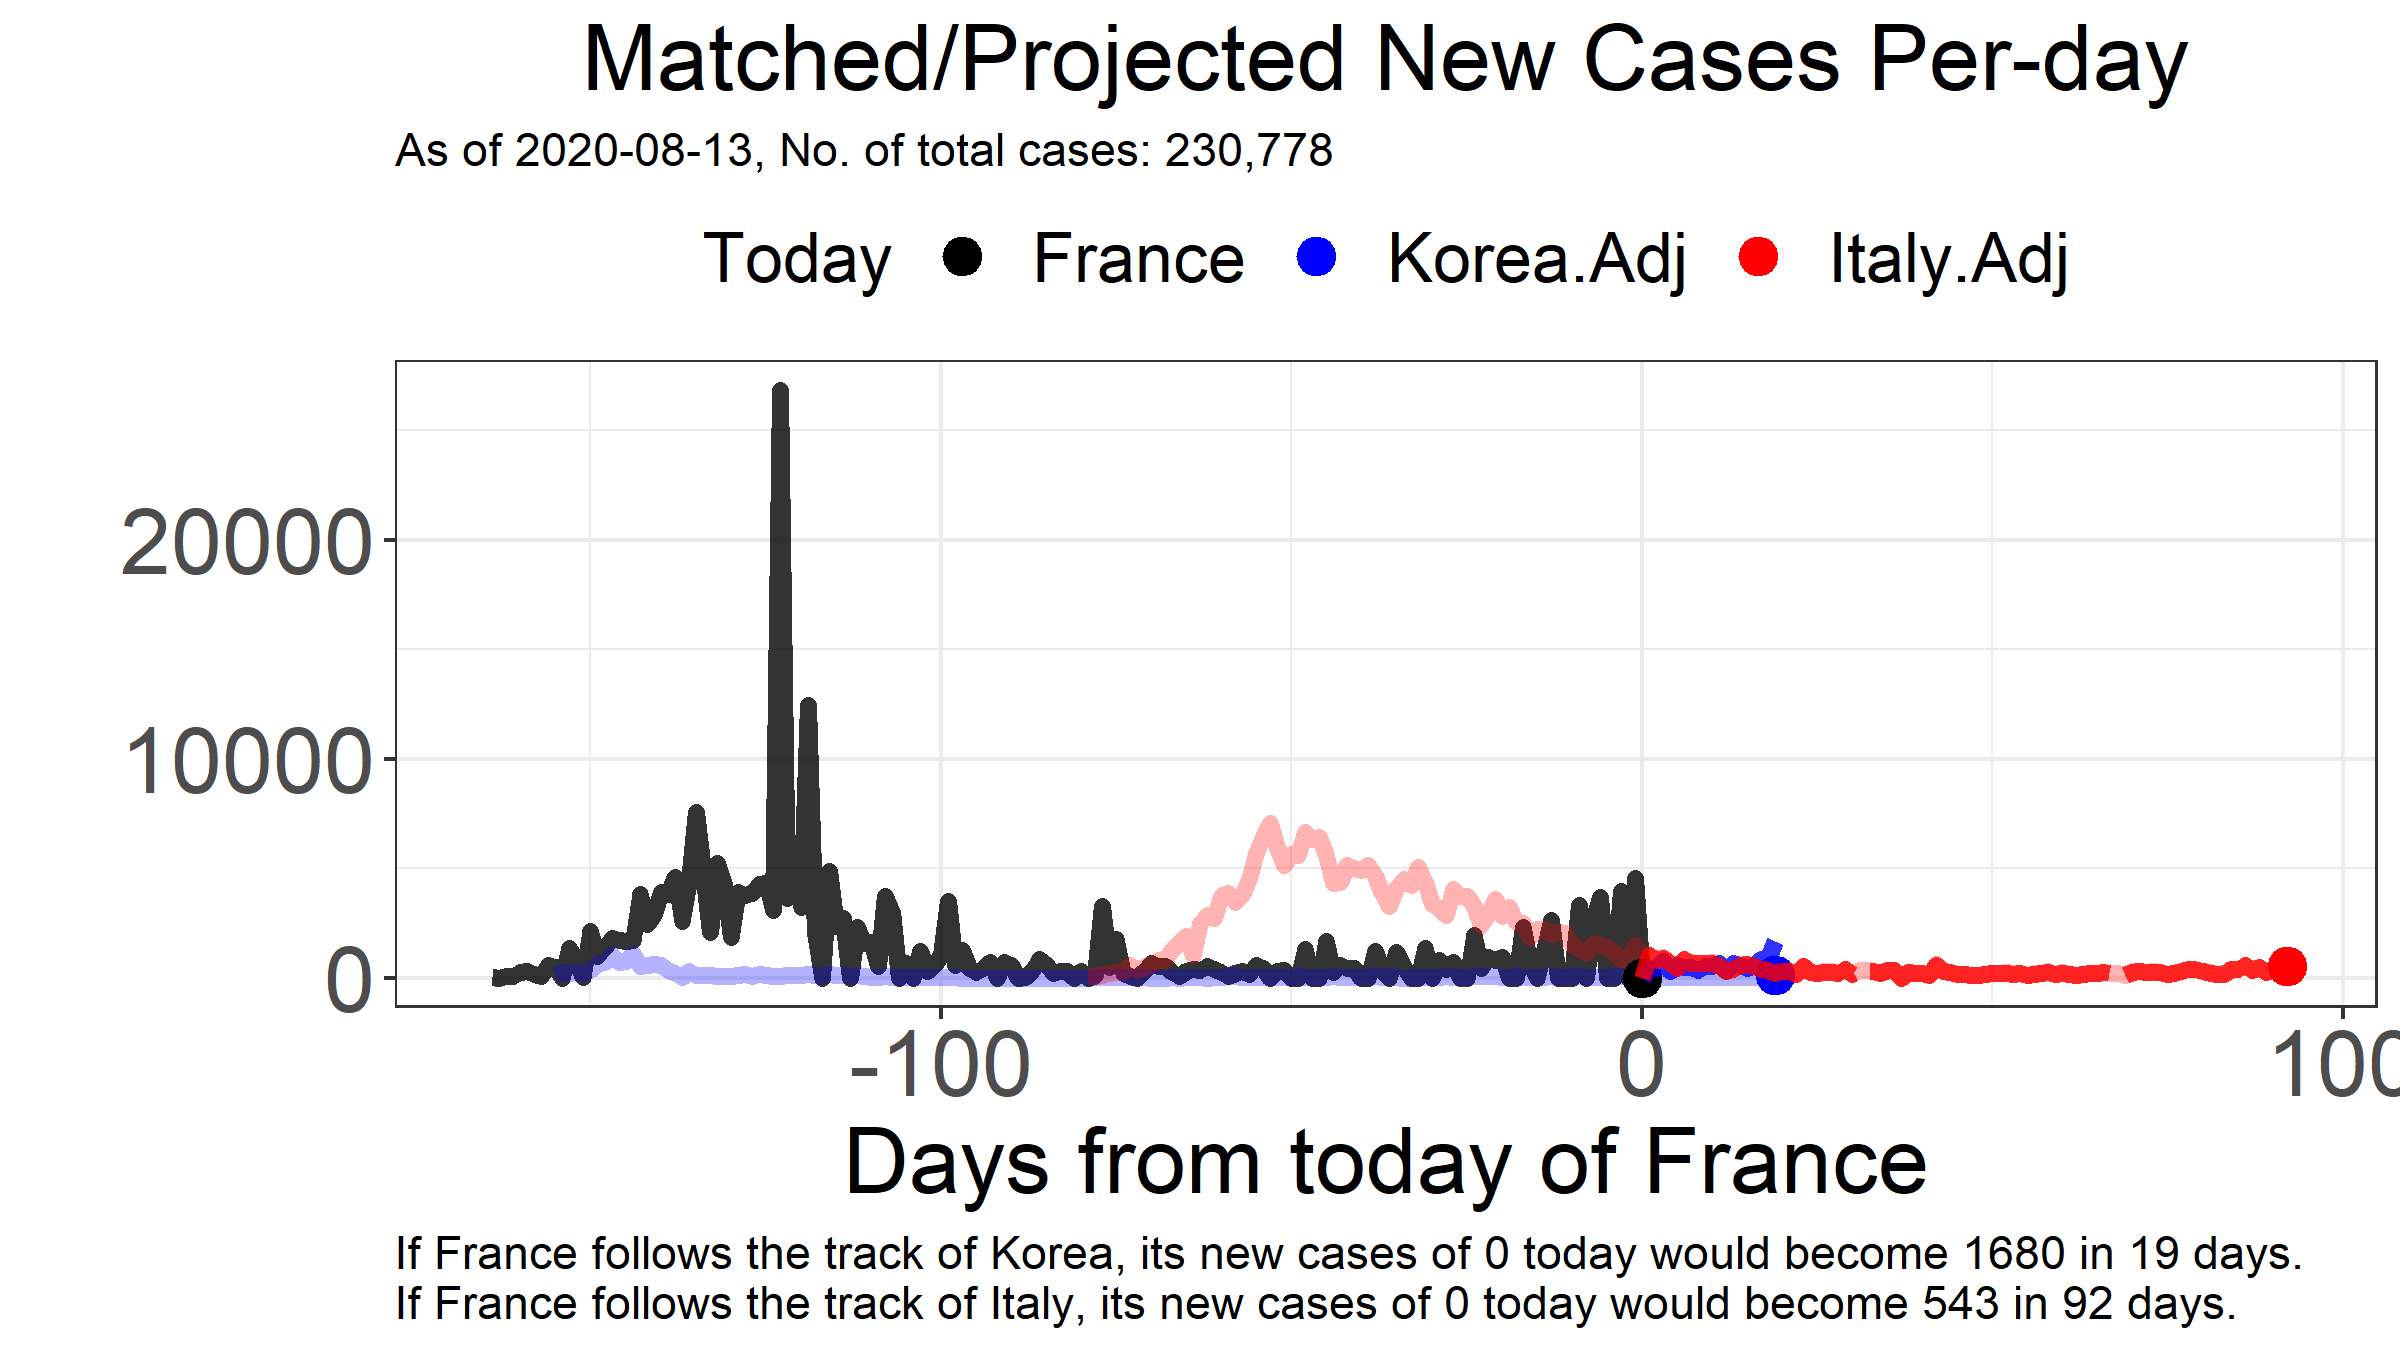 Matched/Projected New Cases Per-day
As of 2020-08-13, No. of total cases: 230,778
Today France Korea.Adj Italy.Adj
20000
10000
0
-100 0 100
Days from today of France
If France follows the track of Korea, its new cases of 0 today would become 1680 in 19 days.
If France follows the track of Italy, its new cases of 0 today would become 543 in 92 days.